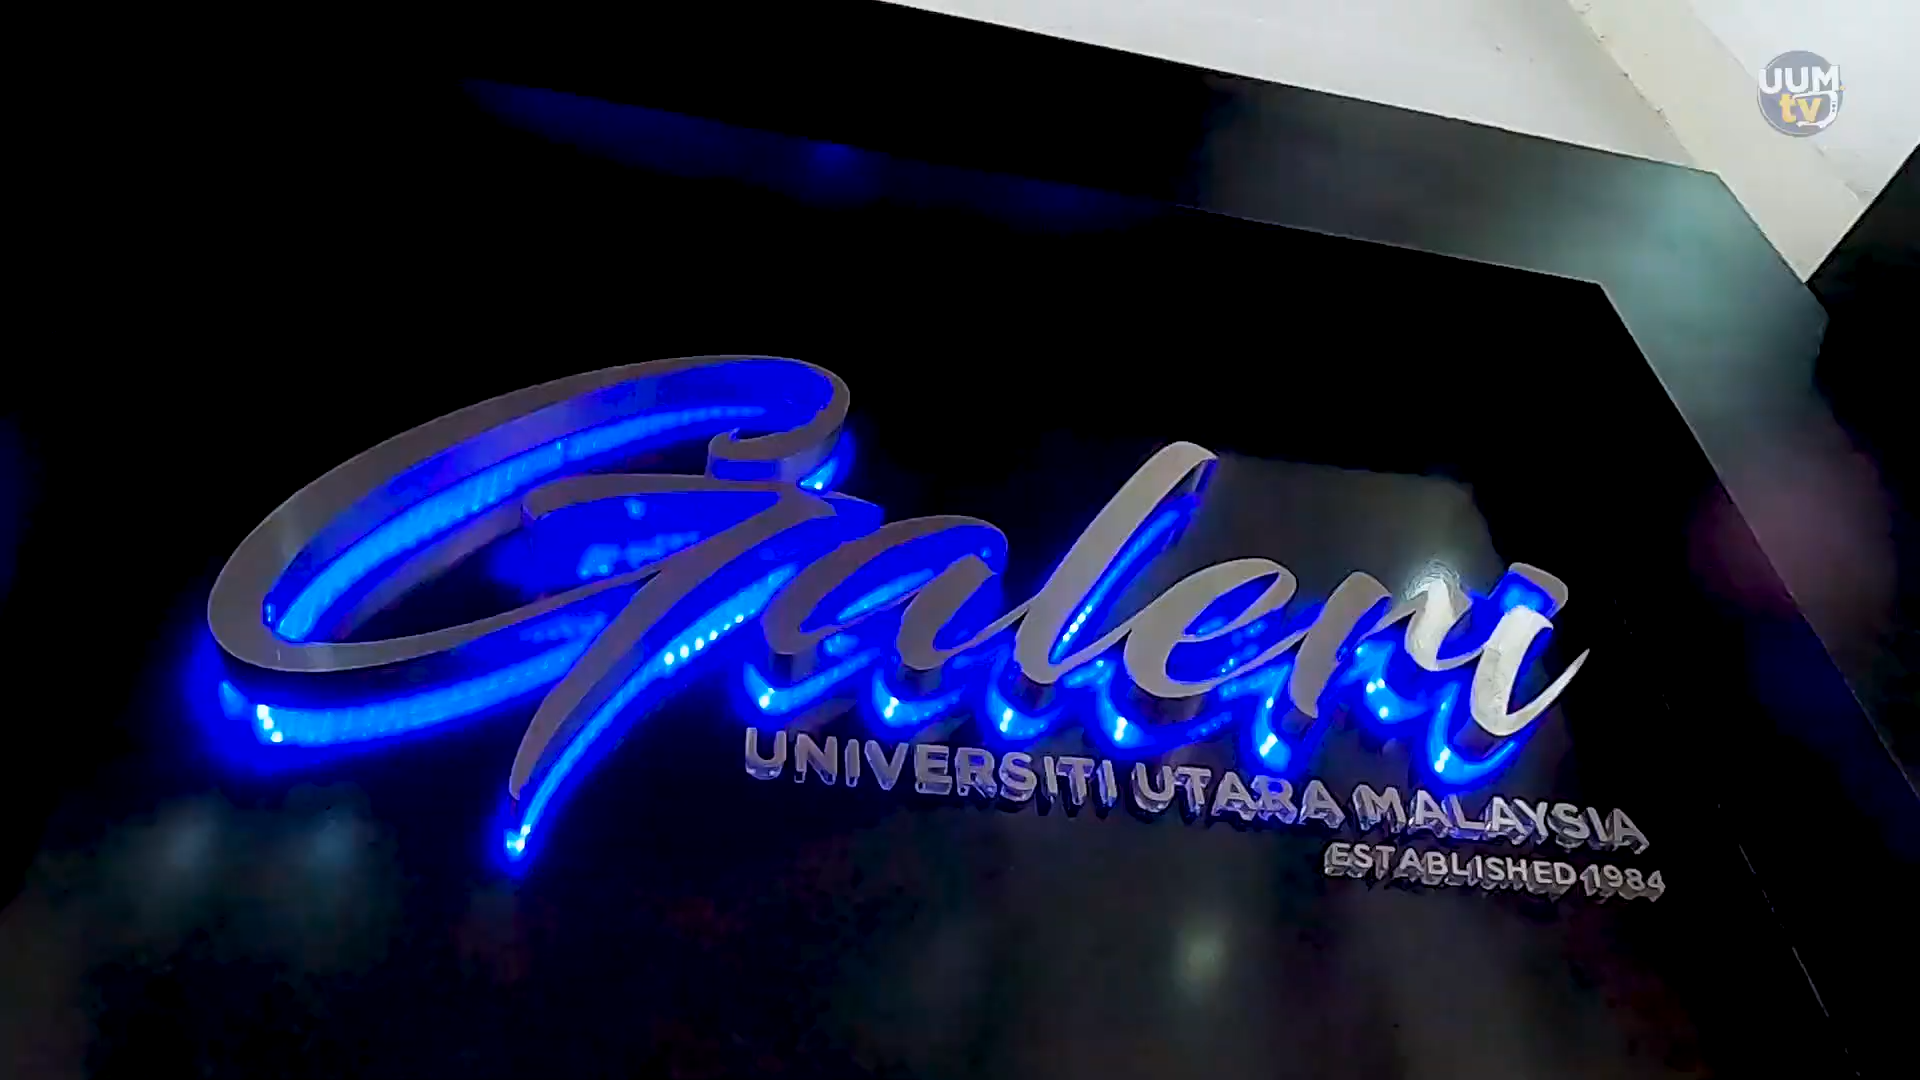 UUM
tv
Galeri
UNIVERSITI UTARA MALAYSIA
ESTABLISHED 1984